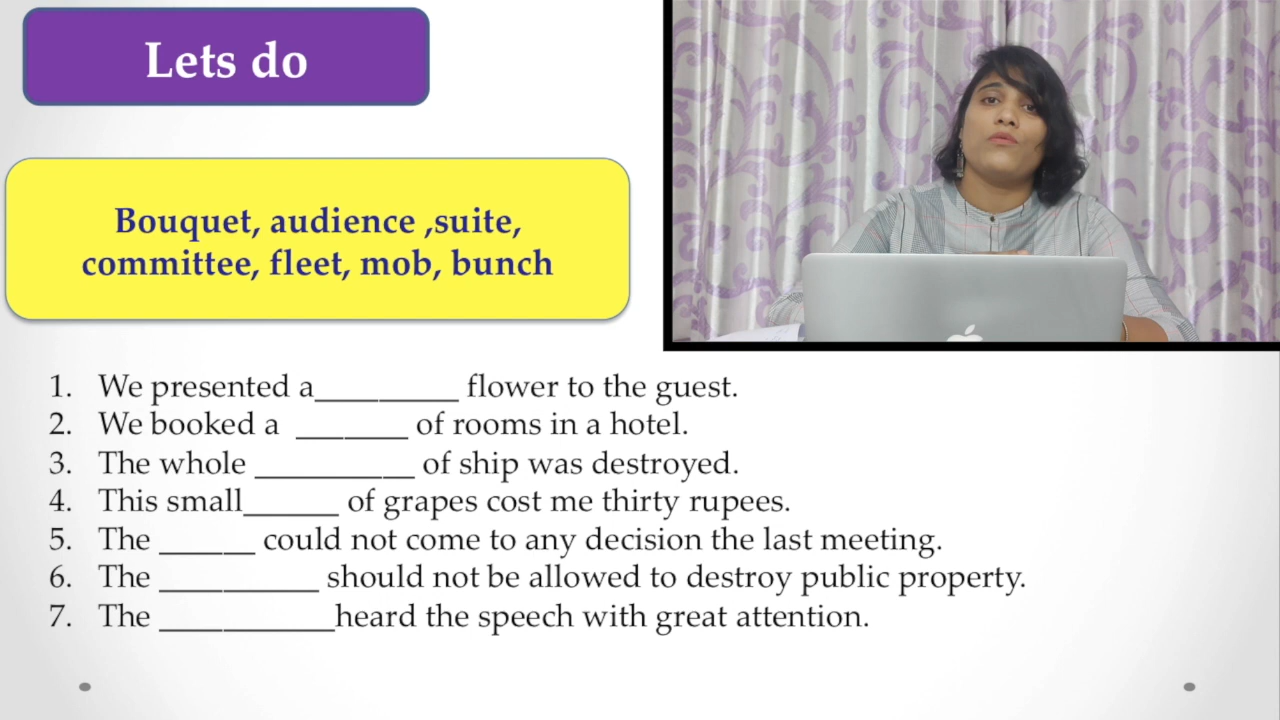 Lets do
Bouquet, audience ,suite,
committee, fleet, mob, bunch
1. We presented a_________ flower to the guest.
2. We booked a _______ of rooms in a hotel.
3. The whole __________ of ship was destroyed.
4. This small______ of grapes cost me thirty rupees.
5. The ______ could not come to any decision the last meeting.
6. The __________ should not be allowed to destroy public property.
7. The ___________heard the speech with great attention.